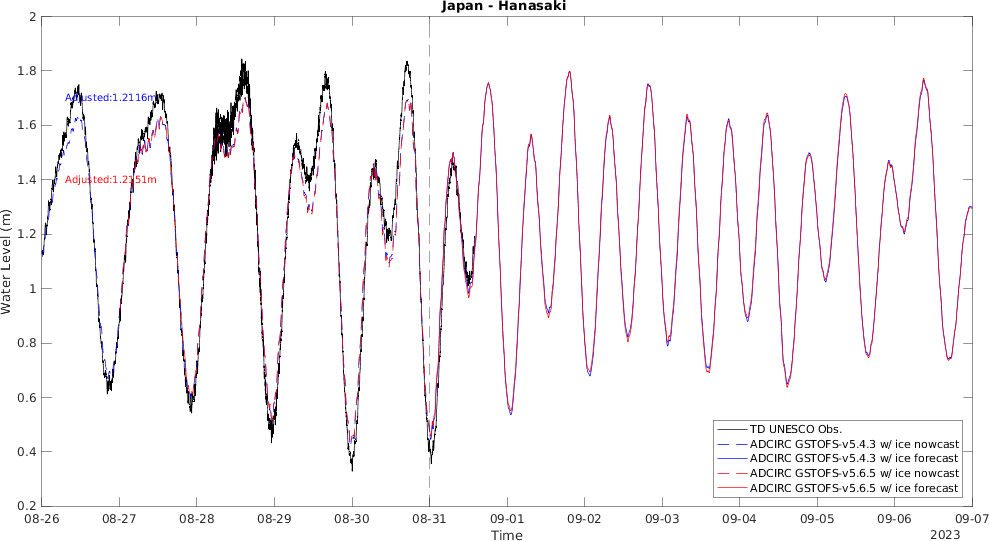 Japan - Hanasaki
2
1.8
1.6
1.4
1.2
1
0.8
0.6
0.4
0.2
Water Level (m)
Adjusted:1.2116m
Adjusted:1.2151m
TD UNESCO Obs.
ADCIRC GSTOFS-v5.4.3 w/ ice nowcast
ADCIRC GSTOFS-v5.4.3 w/ ice forecast
ADCIRC GSTOFS-v5.6.5 w/ ice nowcast
ADCIRC GSTOFS-v5.6.5 w/ ice forecast
08-26 08-27 08-28 08-29 08-30 08-31 09-01 09-02 09-03 09-04 09-05 09-06 09-07
Time
2023